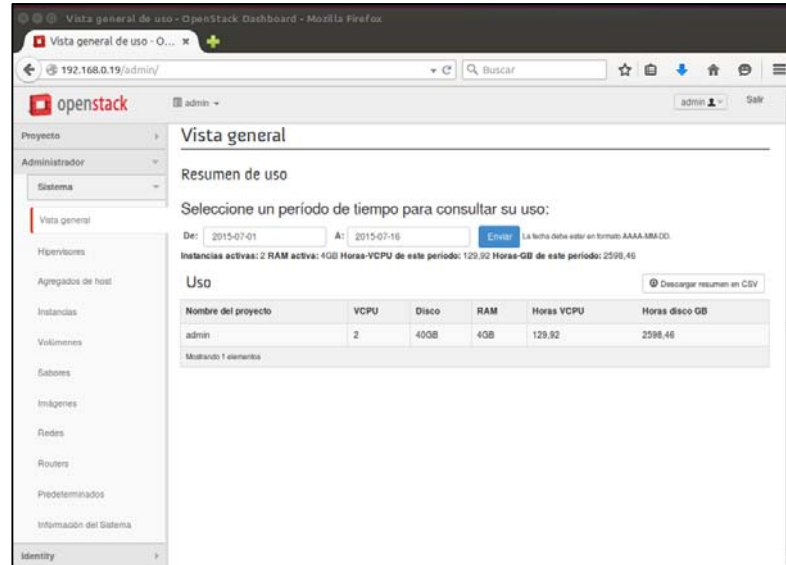 Vista general de uso - OpenStack Dashboard - Mozilla Firefox
Vista general de uso - O...
192.168.0.19/admin/
Buscar
openstack
admin
admin
Salir
Proyecto
Administrador
Sistema
Vista general
Hipervisores
Agregados de host
Instancias
Volúmenes
Sabores
Imágenes
Redes
Routers
Predeterminados
Información del Sistema
Identity
Vista general
Resumen de uso
Seleccione un período de tiempo para consultar su uso:
De: 2015-07-01 A: 2015-07-16 Enviar La fecha debe estar en formato AAAA-MM-DD.
Instancias activas: 2 RAM activa: 4GB Horas-VCPU de este período: 129,92 Horas-GB de este período: 2598,46
Uso
Descargar resumen en CSV
Nombre del proyecto VCPU Disco RAM Horas VCPU Horas disco GB
admin 2 40GB 4GB 129,92 2598,46
Mostrando 1 elementos